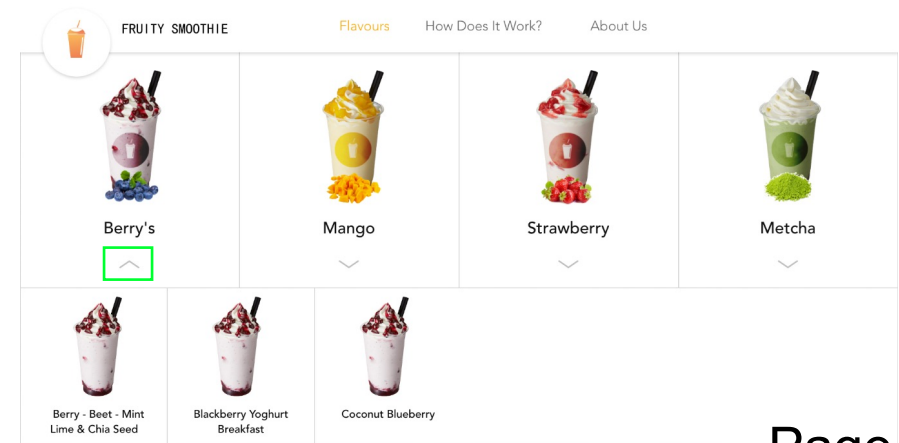 FRUITY SMOOTHIE
Flavours
How Does It Work?
About Us
Berry's
Mango
Strawberry
Metcha
Berry - Beet - Mint
Lime & Chia Seed
Blackberry Yoghurt
Breakfast
Coconut Blueberry